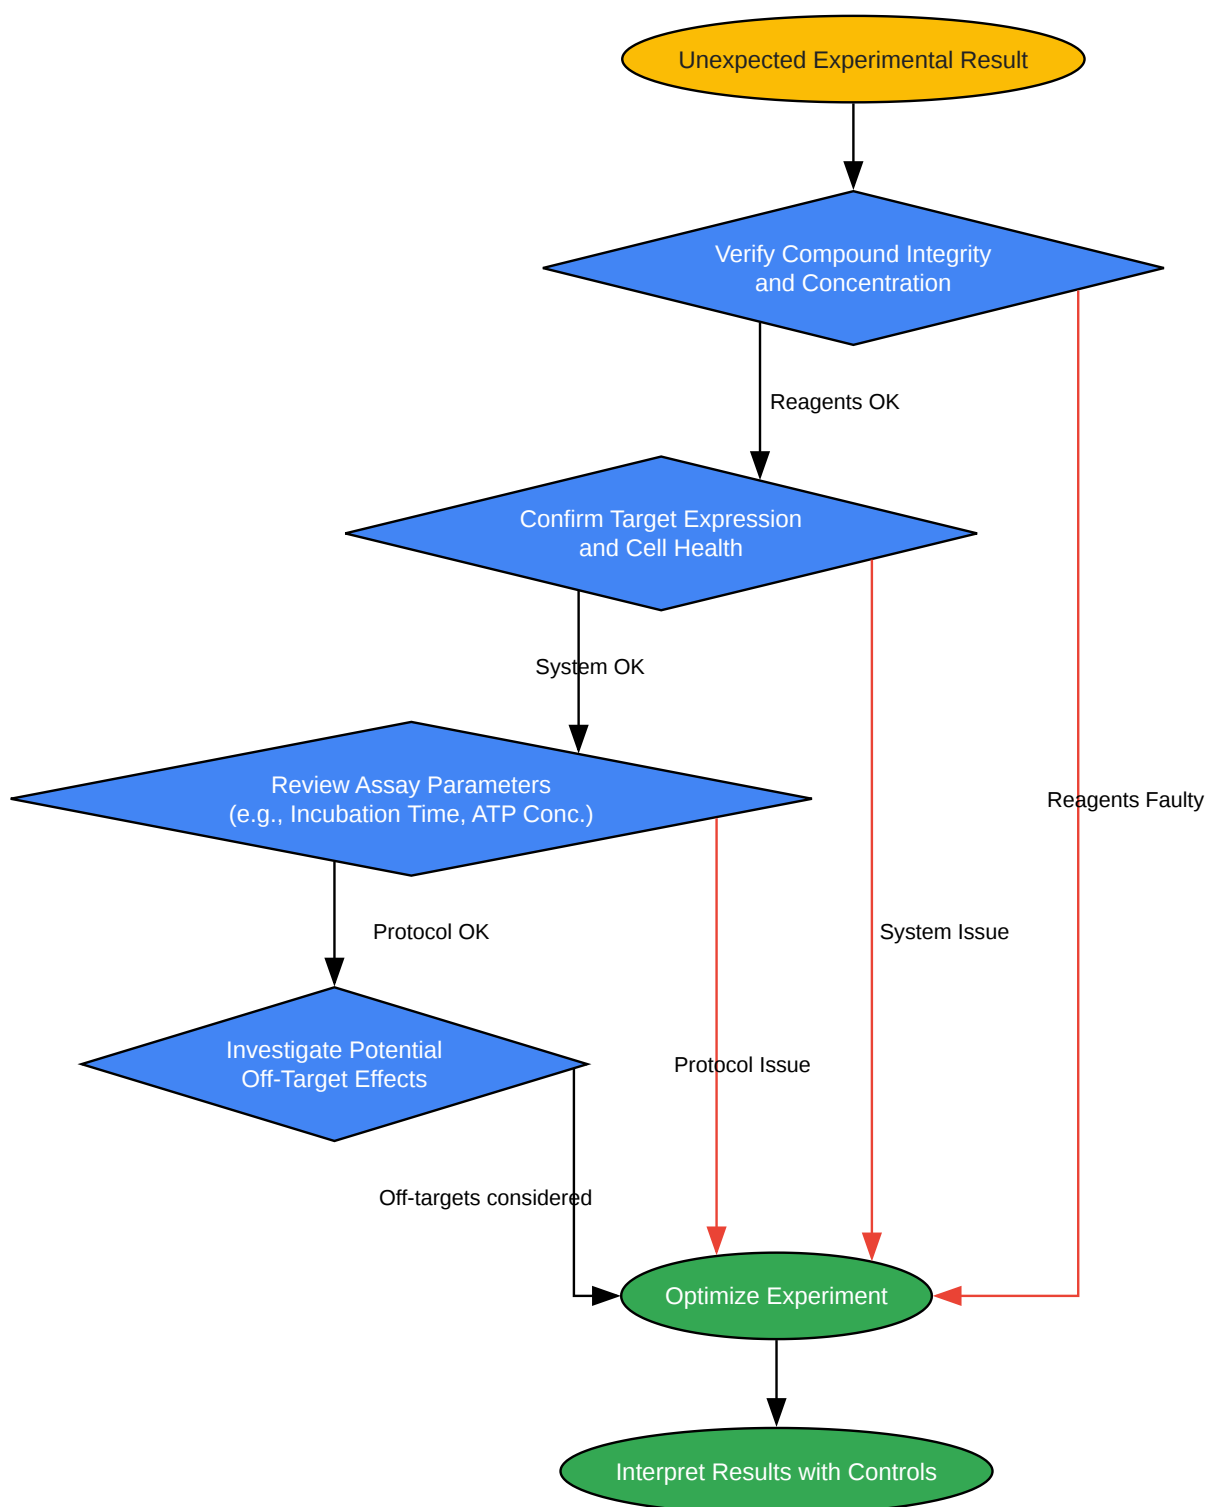 Unexpected Experimental Result
Verify Compound Integrity
and Concentration
Reagents OK
Confirm Target Expression
and Cell Health
System OK
Review Assay Parameters
(e.g., Incubation Time, ATP Conc.)
Reagents Faulty
Protocol OK
System Issue
Investigate Potential
Off-Target Effects
Protocol Issue
Off-targets considered
Optimize Experiment
Interpret Results with Controls